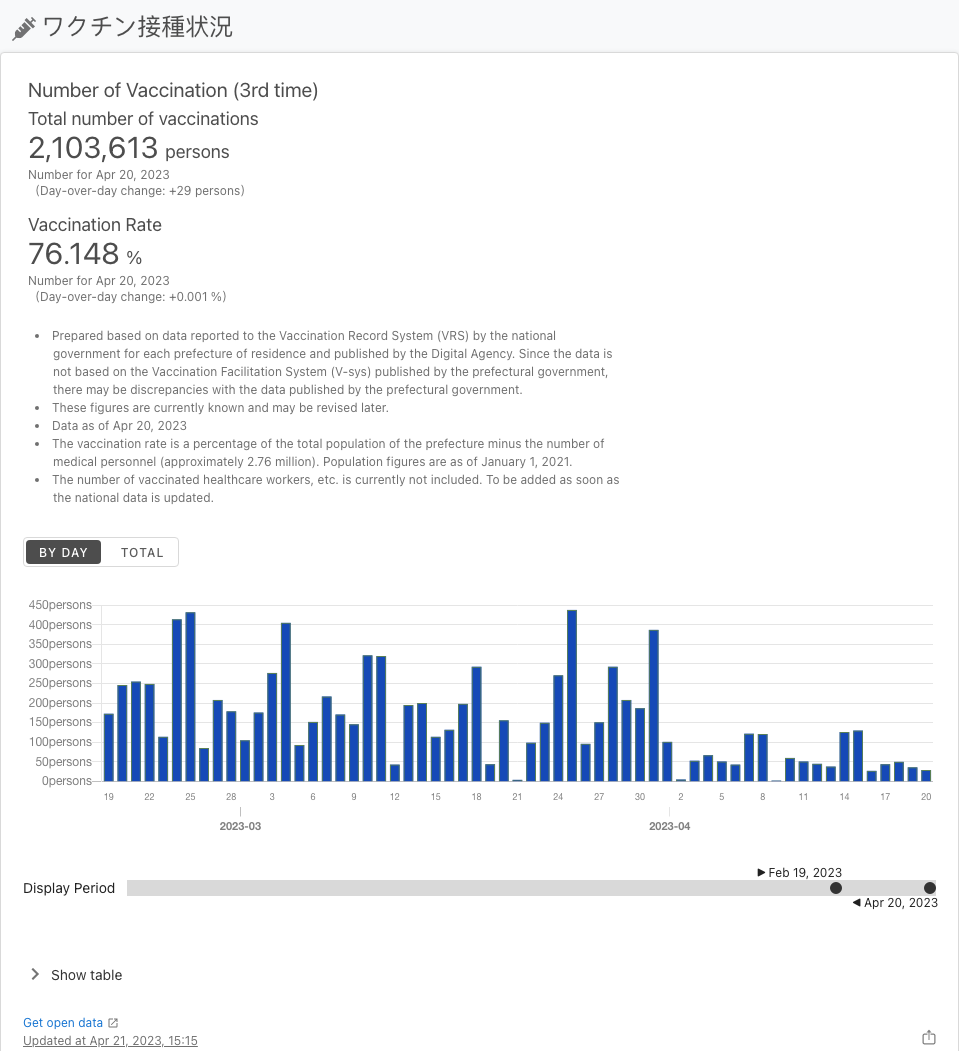 ワクチン接種状況
Number of Vaccination (3rd time)
Total number of vaccinations
2,103,613 persons
Number for Apr 20, 2023
(Day-over-day change: +29 persons)
Vaccination Rate
76.148 %
Number for Apr 20, 2023
(Day-over-day change: +0.001 %)
• Prepared based on data reported to the Vaccination Record System (VRS) by the national
government for each prefecture of residence and published by the Digital Agency. Since the data is
not based on the Vaccination Facilitation System (V-sys) published by the prefectural government,
there may be discrepancies with the data published by the prefectural government.
• These figures are currently known and may be revised later.
• Data as of Apr 20, 2023
• The vaccination rate is a percentage of the total population of the prefecture minus the number of
medical personnel (approximately 2.76 million). Population figures are as of January 1, 2021.
• The number of vaccinated healthcare workers, etc. is currently not included. To be added as soon as
the national data is updated.
BY DAY TOTAL
450persons
400persons
350persons
300persons
250persons
200persons
150persons
100persons
50persons
0persons
19 22 25 28 3 6 9 12 15 18 21 24 27 30 2 5 8 11 14 17 20
2023-03 2023-04
Feb 19, 2023
Display Period
Apr 20, 2023
Show table
Get open data
Updated at Apr 21, 2023, 15:15